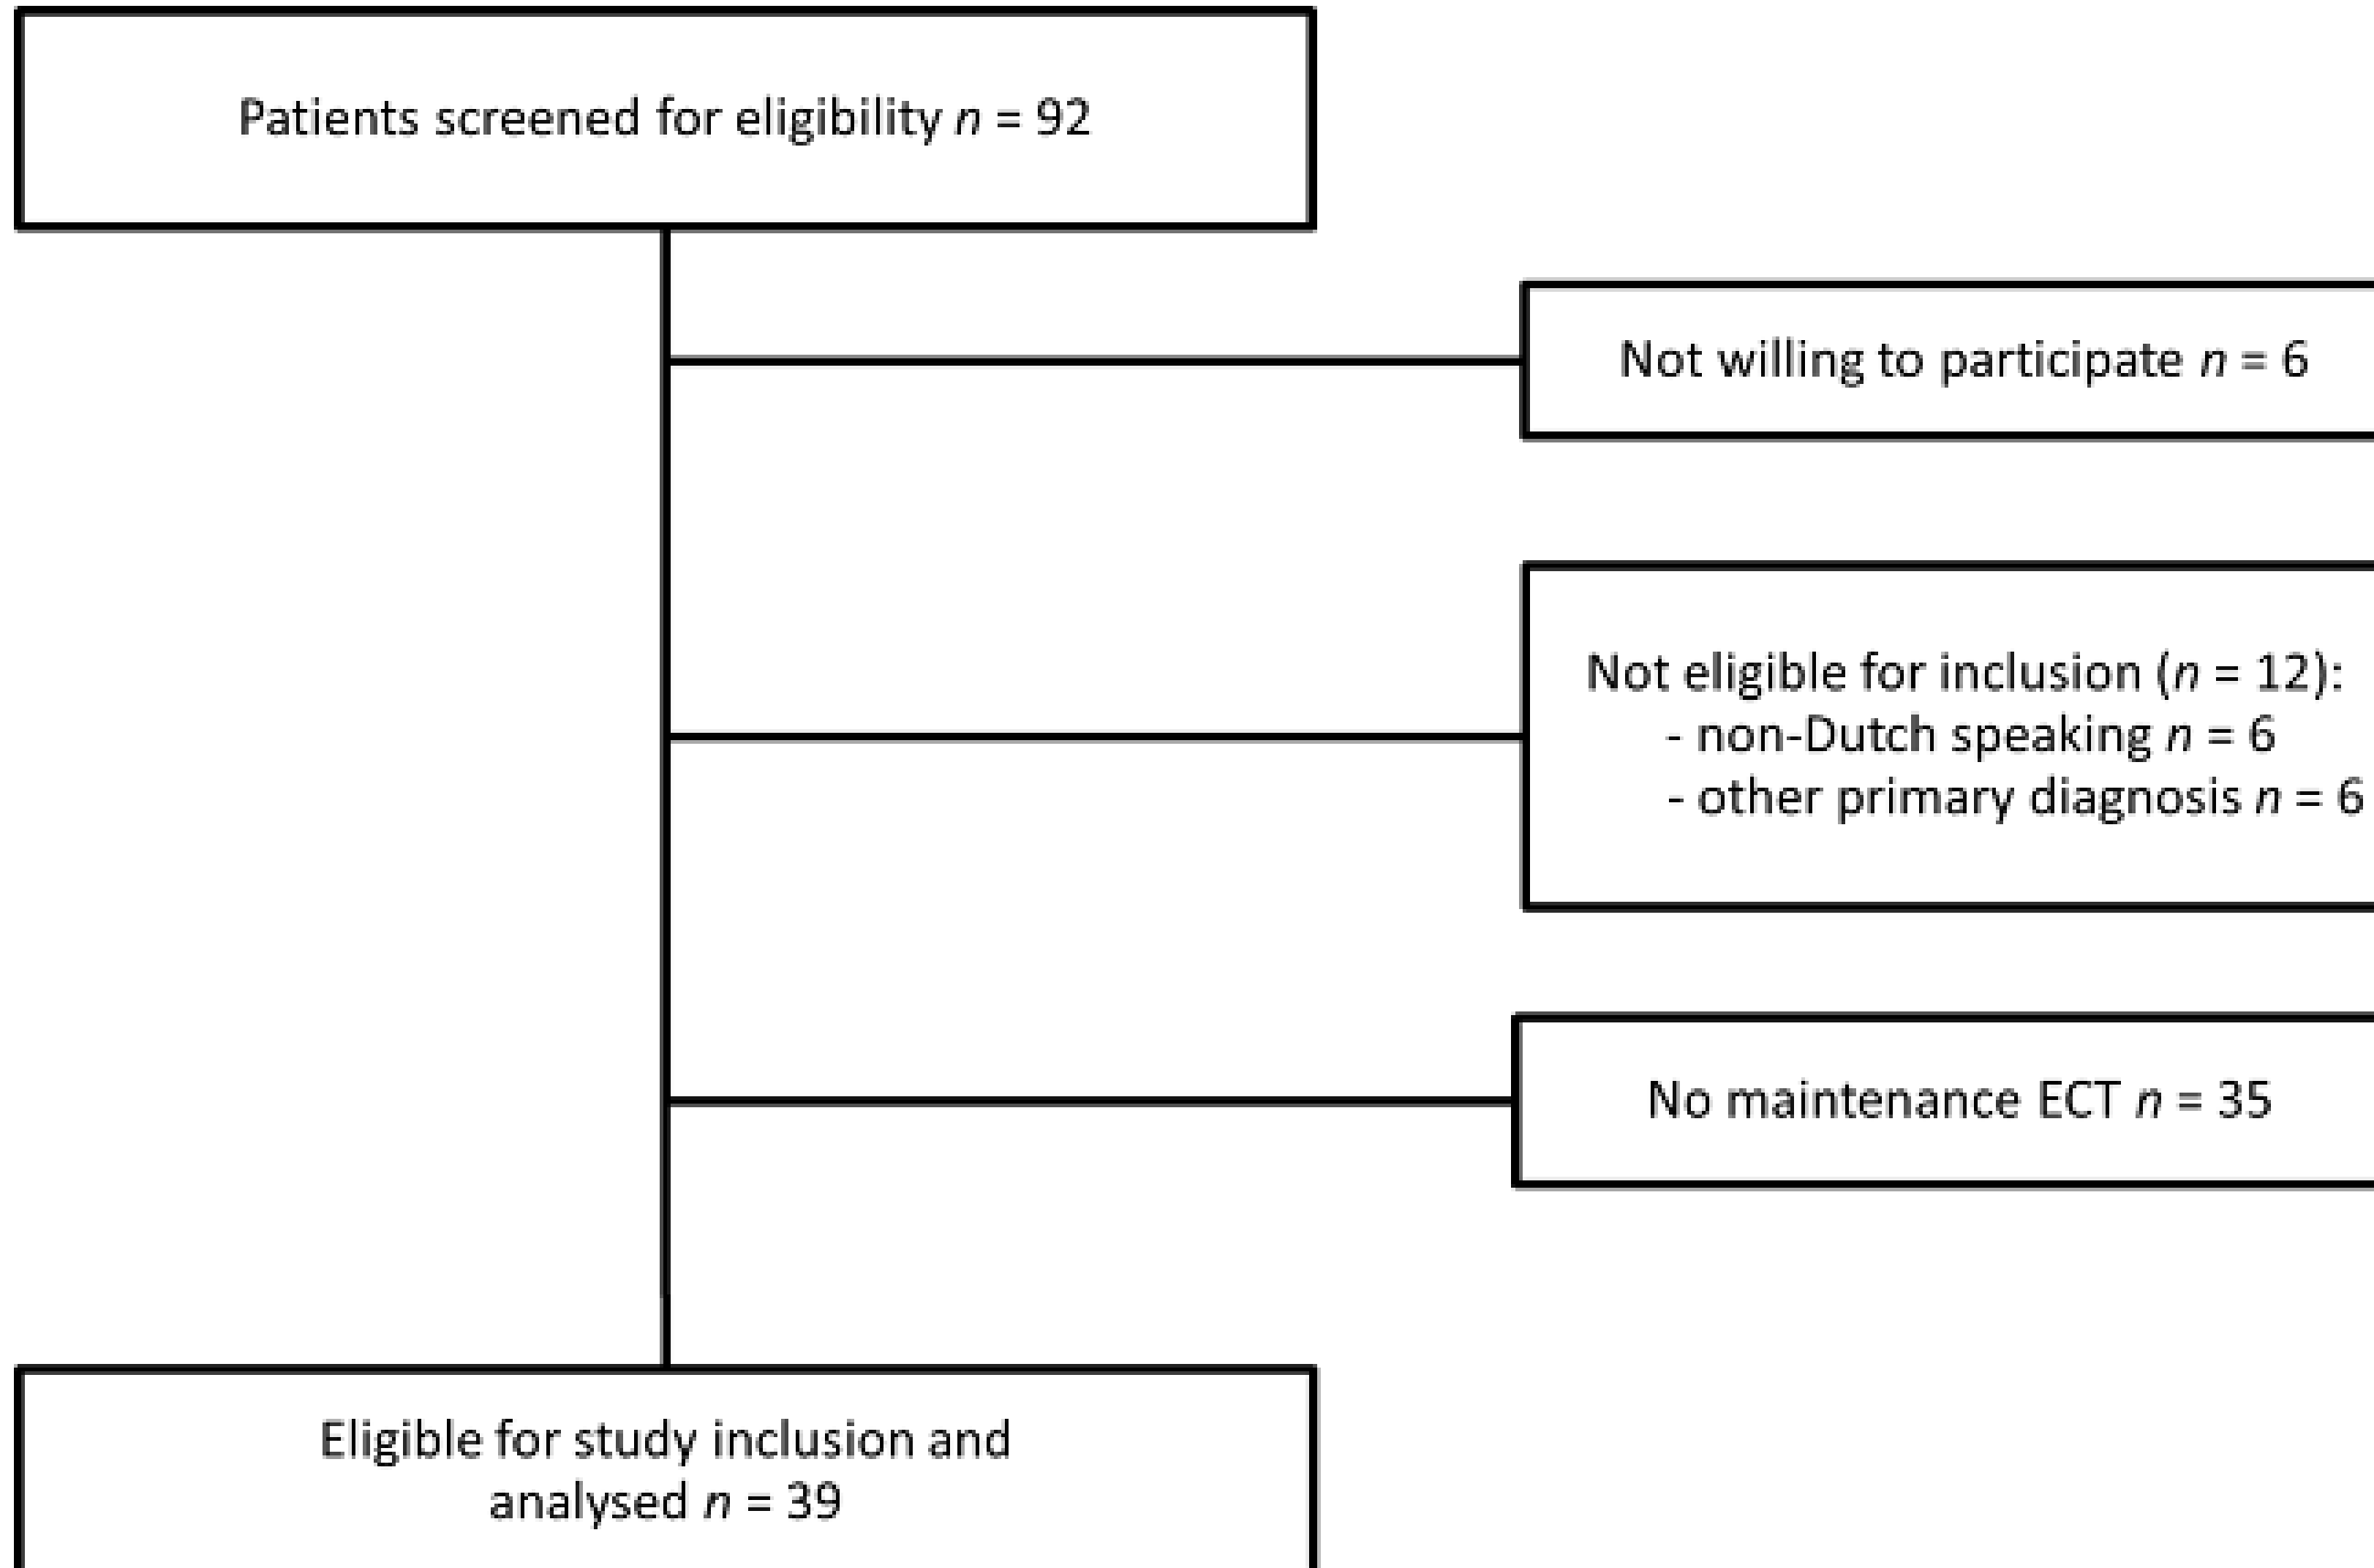 Patients screened for eligibility n = 92
Not willing to participate n = 6
Not eligible for inclusion (n = 12):
- non-Dutch speaking n = 6
- other primary diagnosis n = 6
No maintenance ECT n = 35
Eligible for study inclusion and
analysed n = 39